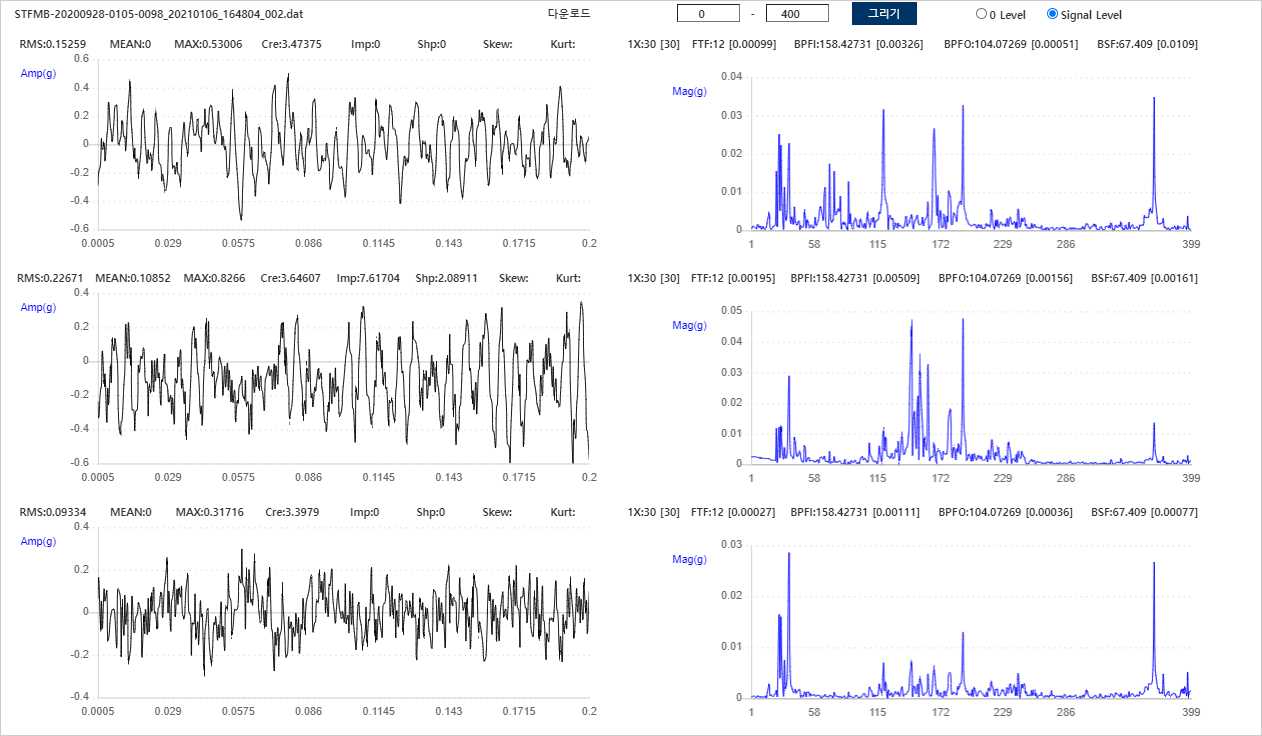 STFMB-20200928-0105-0098_20210106_164804_002.dat 다운로드 0 - 400 그리기 0 Level Signal Level
RMS:0.15259 MEAN:0 MAX:0.53006 Cre:3.47375 Imp:0 Shp:0 Skew: Kurt:
Amp(g)
0.6
0.4
0.2
0
-0.2
-0.4
-0.6
0.0005 0.029 0.0575 0.086 0.1145 0.143 0.1715 0.2
1X:30 [30] FTF:12 [0.00099] BPFI:158.42731 [0.00326] BPFO:104.07269 [0.00051] BSF:67.409 [0.0109]
Mag(g)
0.04
0.03
0.02
0.01
0
1 58 115 172 229 286 399
RMS:0.22671 MEAN:0.10852 MAX:0.8266 Cre:3.64607 Imp:7.61704 Shp:2.08911 Skew: Kurt:
Amp(g)
0.4
0.2
0
-0.2
-0.4
-0.6
0.0005 0.029 0.0575 0.086 0.1145 0.143 0.1715 0.2
1X:30 [30] FTF:12 [0.00195] BPFI:158.42731 [0.00509] BPFO:104.07269 [0.00156] BSF:67.409 [0.00161]
Mag(g)
0.05
0.04
0.03
0.02
0.01
0
1 58 115 172 229 286 399
RMS:0.09334 MEAN:0 MAX:0.31716 Cre:3.3979 Imp:0 Shp:0 Skew: Kurt:
Amp(g)
0.4
0.2
0
-0.2
-0.4
0.0005 0.029 0.0575 0.086 0.1145 0.143 0.1715 0.2
1X:30 [30] FTF:12 [0.00027] BPFI:158.42731 [0.00111] BPFO:104.07269 [0.00036] BSF:67.409 [0.00077]
Mag(g)
0.03
0.02
0.01
0
1 58 115 172 229 286 399